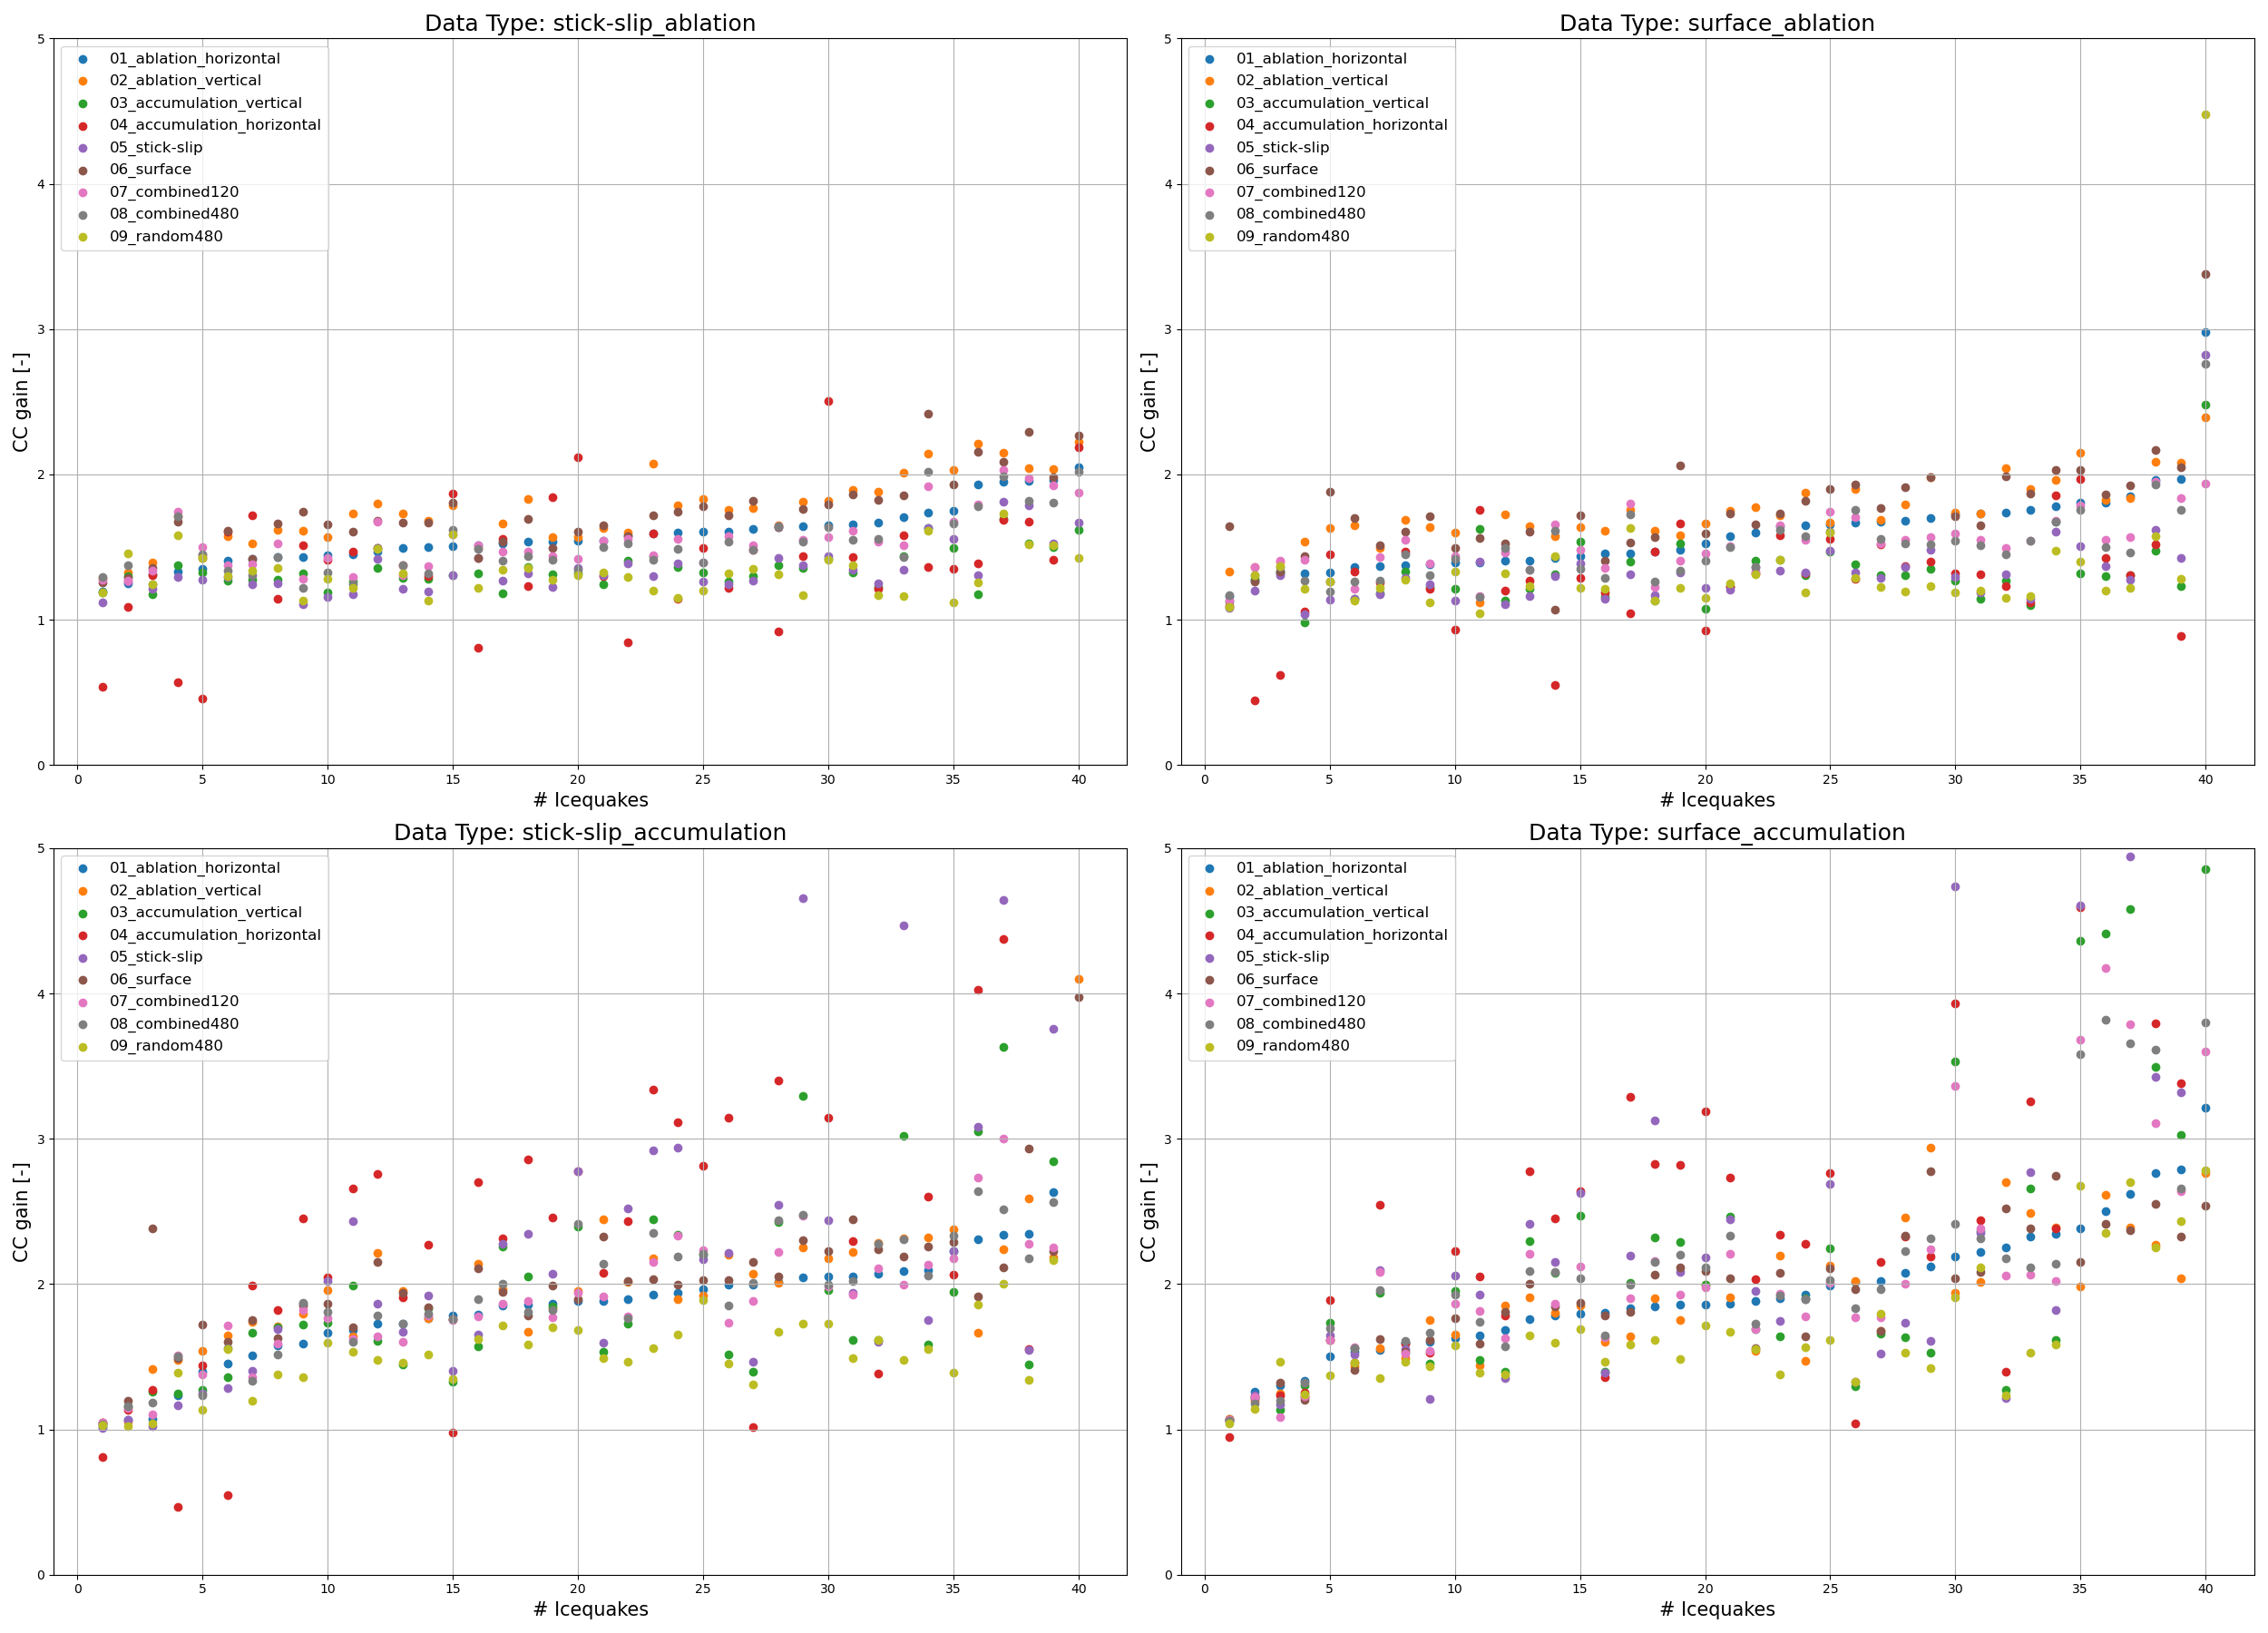 Data Type: stick-slip_ablation
5
4
3
2
1
0
CC gain [-]
01_ablation_horizontal
02_ablation_vertical
03_accumulation_vertical
04_accumulation_horizontal
05_stick-slip
06_surface
07_combined120
08_combined480
09_random480
0 5 10 15 20 25 30 35 40
# Icequakes
Data Type: surface_ablation
5
4
3
2
1
0
CC gain [-]
01_ablation_horizontal
02_ablation_vertical
03_accumulation_vertical
04_accumulation_horizontal
05_stick-slip
06_surface
07_combined120
08_combined480
09_random480
0 5 10 15 20 25 30 35 40
# Icequakes
Data Type: stick-slip_accumulation
5
4
3
2
1
0
CC gain [-]
01_ablation_horizontal
02_ablation_vertical
03_accumulation_vertical
04_accumulation_horizontal
05_stick-slip
06_surface
07_combined120
08_combined480
09_random480
0 5 10 15 20 25 30 35 40
# Icequakes
Data Type: surface_accumulation
5
4
3
2
1
0
CC gain [-]
01_ablation_horizontal
02_ablation_vertical
03_accumulation_vertical
04_accumulation_horizontal
05_stick-slip
06_surface
07_combined120
08_combined480
09_random480
0 5 10 15 20 25 30 35 40
# Icequakes